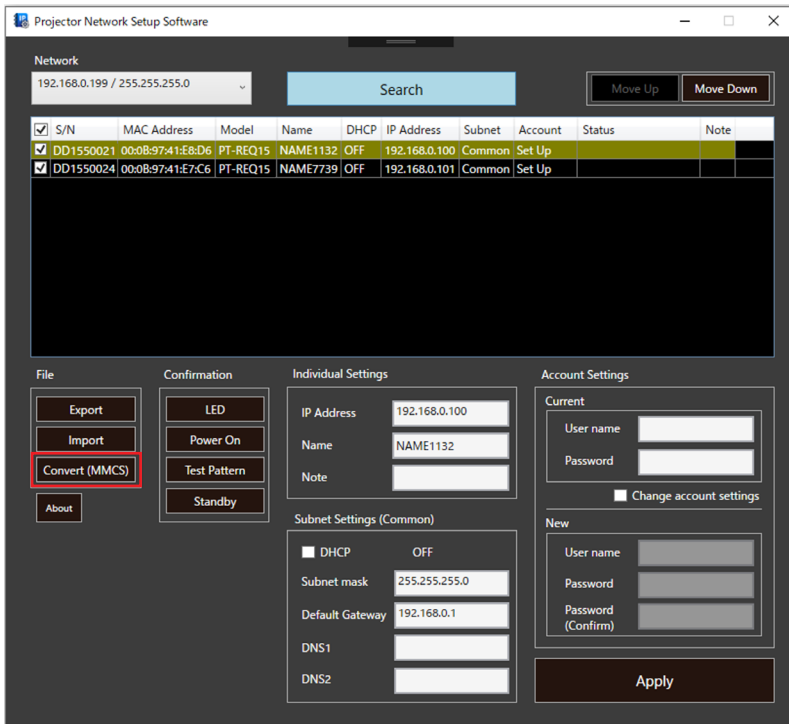 Projector Network Setup Software
Network
192.168.0.199 / 255.255.255.0
Search
Move Up
Move Down
S/N MAC Address Model Name DHCP IP Address Subnet Account Status Note
DD1550021 00:0B:97:41:E8:D6 PT-REQ15 NAME1132 OFF 192.168.0.100 Common Set Up
DD1550024 00:0B:97:41:E7:C6 PT-REQ15 NAME7739 OFF 192.168.0.101 Common Set Up
File
Export
Import
Convert (MMCS)
About
Confirmation
LED
Power On
Test Pattern
Standby
Individual Settings
IP Address 192.168.0.100
Name NAME1132
Note
Subnet Settings (Common)
DHCP OFF
Subnet mask 255.255.255.0
Default Gateway 192.168.0.1
DNS1
DNS2
Account Settings
Current
User name
Password
Change account settings
New
User name
Password
Password
(Confirm)
Apply